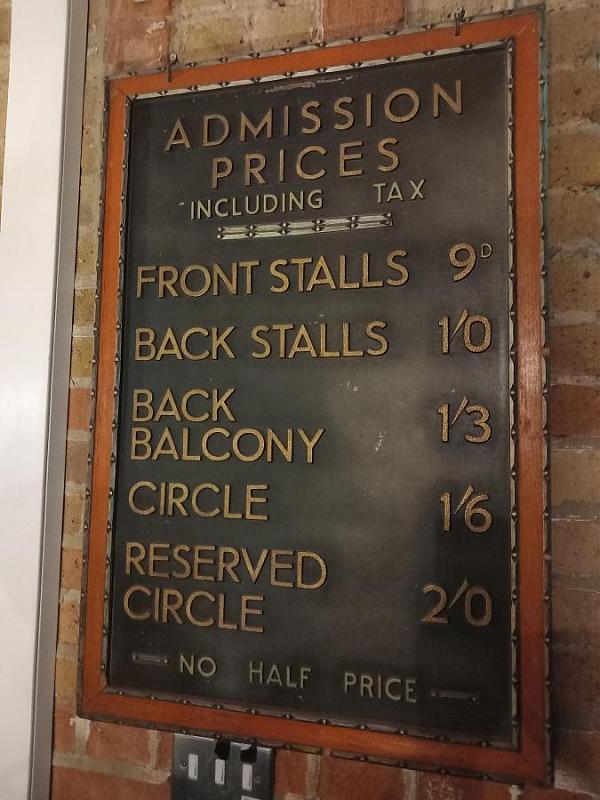 ADMISSION
PRICES
INCLUDING TAX
FRONT STALLS 9D
BACK STALLS 1/0
BACK
BALCONY 1/3
CIRCLE 1/6
RESERVED
CIRCLE 2/0
NO HALF PRICE